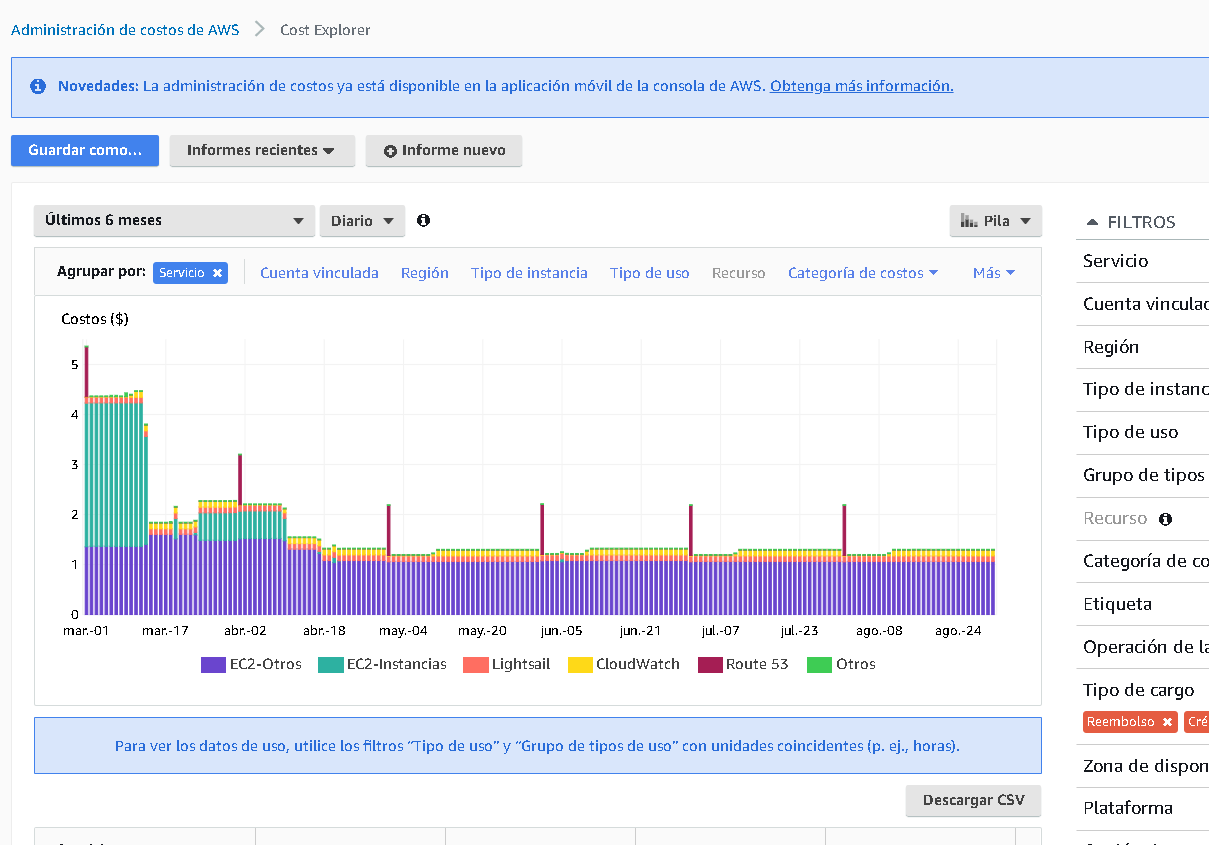 Administración de costos de AWS > Cost Explorer
Novedades: La administración de costos ya está disponible en la aplicación móvil de la consola de AWS. Obtenga más información.
Guardar como... Informes recientes Informe nuevo
Últimos 6 meses Diario Pila
Agrupar por: Servicio × Cuenta vinculada Región Tipo de instancia Tipo de uso Recurso Categoría de costos Más
Costos ($)
5
4
3
2
1
0
mar.-01 mar.-17 abr.-02 abr.-18 may.-04 may.-20 jun.-05 jun.-21 jul.-07 jul.-23 ago.-08 ago.-24
EC2-Otros EC2-Instancias Lightsail CloudWatch Route 53 Otros
Para ver los datos de uso, utilice los filtros “Tipo de uso” y “Grupo de tipos de uso” con unidades coincidentes (p. ej., horas).
Descargar CSV
FILTROS
Servicio
Cuenta vinculad
Región
Tipo de instanc
Tipo de uso
Grupo de tipos
Recurso
Categoría de co
Etiqueta
Operación de la
Tipo de cargo
Reembolso × Cré
Zona de dispon
Plataforma